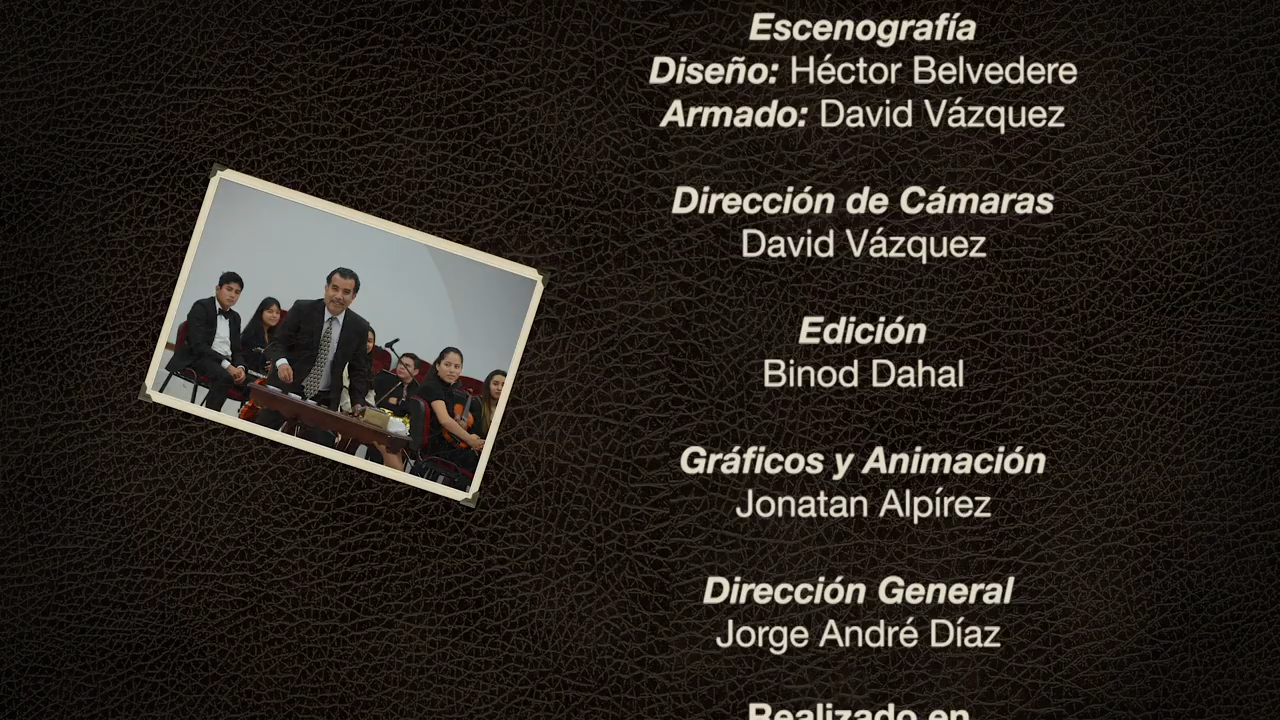 Escenografía
Diseño: Héctor Belvedere
Armado: David Vázquez
Dirección de Cámaras
David Vázquez
Edición
Binod Dahal
Gráficos y Animación
Jonatan Alpírez
Dirección General
Jorge André Díaz
Realizado en